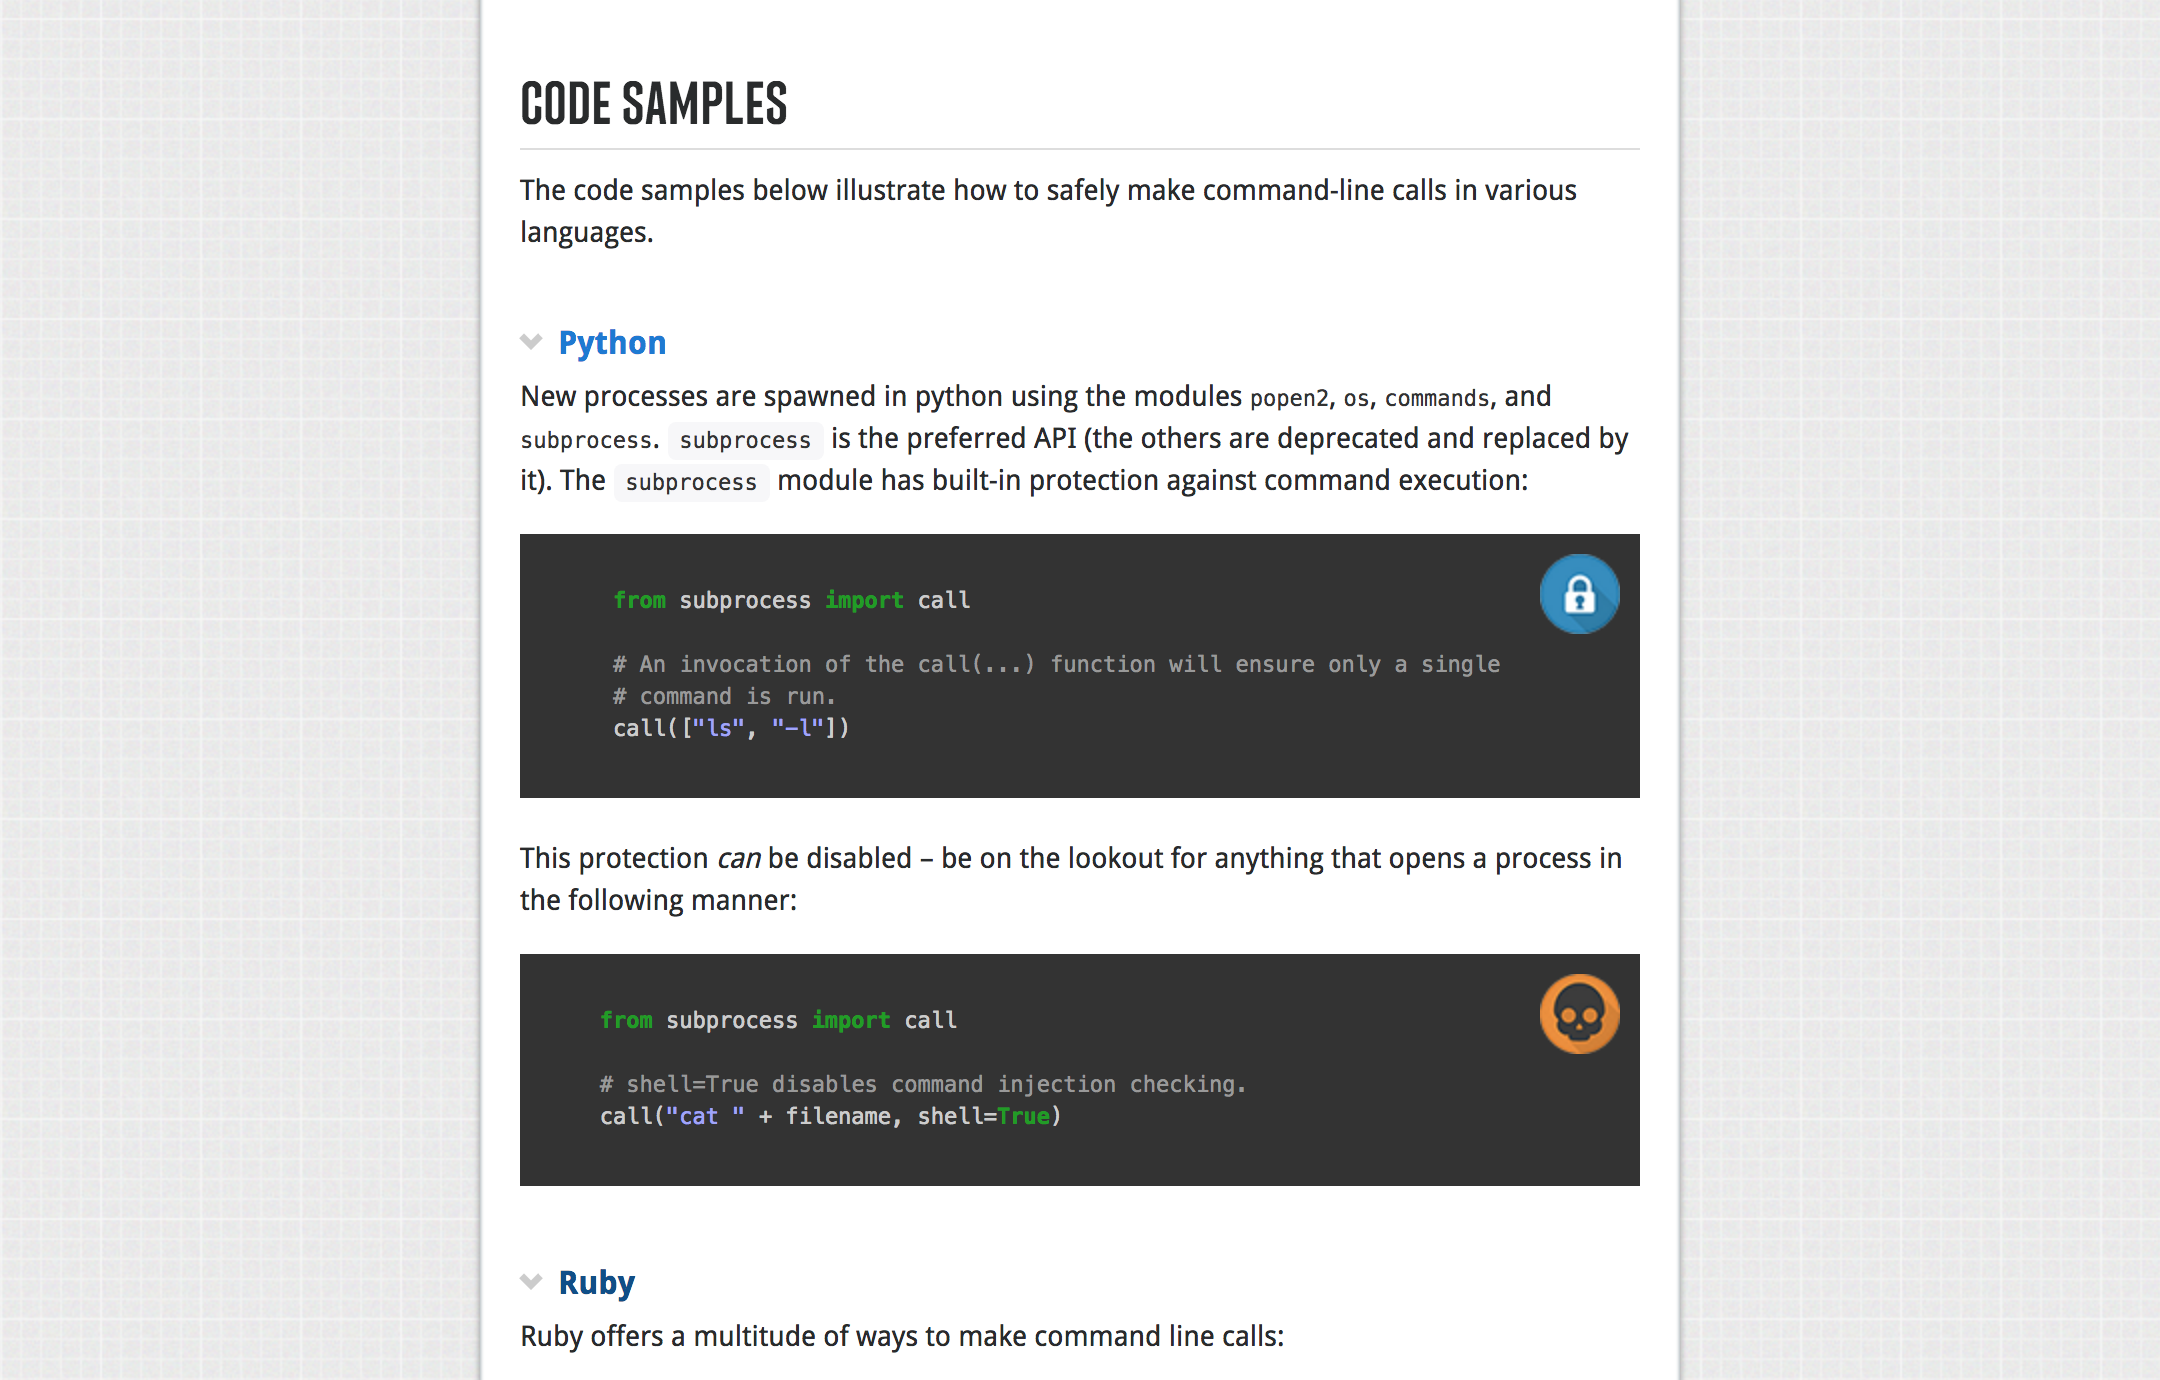 CODE SAMPLES
The code samples below illustrate how to safely make command-line calls in various
languages.
Python
New processes are spawned in python using the modules popen2, os, commands, and
subprocess. subprocess is the preferred API (the others are deprecated and replaced by
it). The subprocess module has built-in protection against command execution:
from subprocess import call
# An invocation of the call(...) function will ensure only a single
# command is run.
call(["ls", "-l"])
This protection can be disabled – be on the lookout for anything that opens a process in
the following manner:
from subprocess import call
# shell=True disables command injection checking.
call("cat " + filename, shell=True)
Ruby
Ruby offers a multitude of ways to make command line calls: